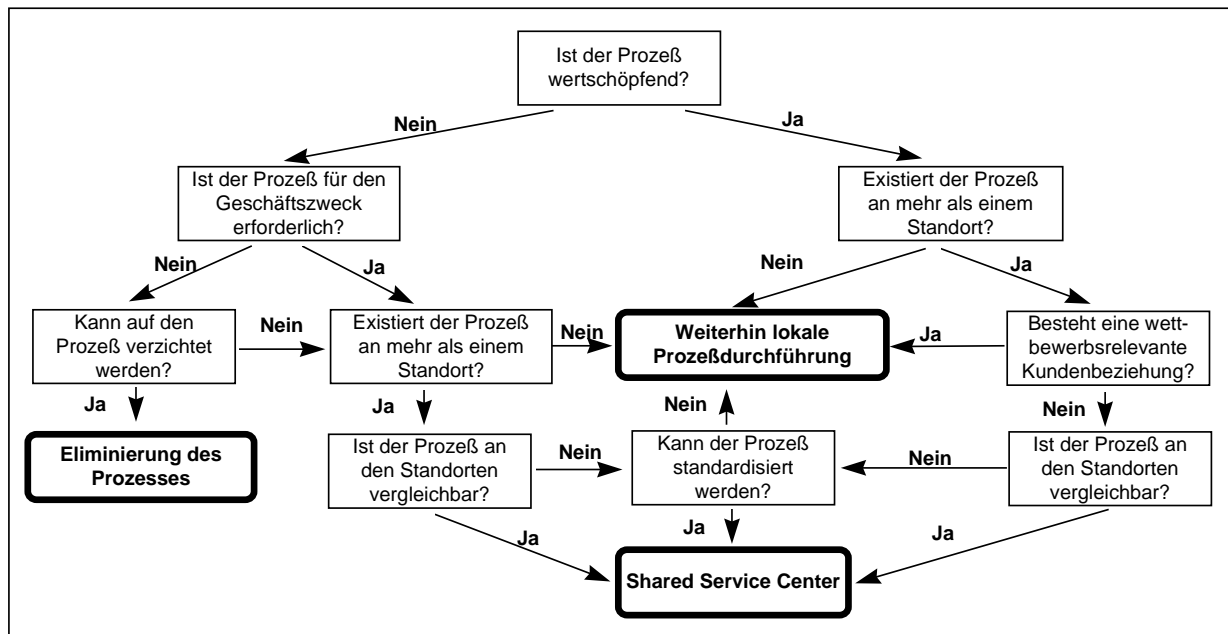 Ist der Prozeß
wertschöpfend?
Nein
Ja
Ist der Prozeß für den
Geschäftszweck
erforderlich?
Existiert der Prozeß
an mehr als einem
Standort?
Nein
Ja
Nein
Ja
Kann auf den
Prozeß verzichtet
werden?
Nein
Existiert der Prozeß
an mehr als einem
Standort?
Nein
Weiterhin lokale
Prozeßdurchführung
Ja
Besteht eine wett-
bewerbsrelevante
Kundenbeziehung?
Ja
Ja
Nein
Nein
Eliminierung des
Prozesses
Ist der Prozeß an
den Standorten
vergleichbar?
Nein
Kann der Prozeß
standardisiert
werden?
Nein
Ist der Prozeß an
den Standorten
vergleichbar?
Ja
Ja
Ja
Shared Service Center